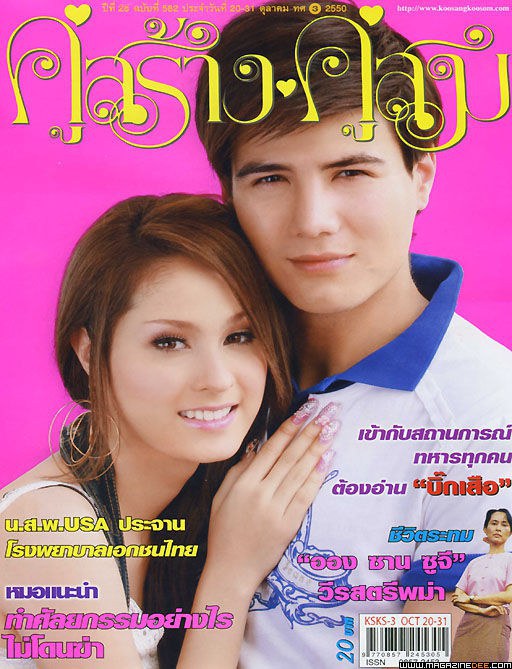 ปีที่ 28 ฉบับที่ 582 ประจำวันที่ 20-31 ตุลาคม ทศ 3 2550
http://www.koosangkoosom.com
คู่สร้าง คู่สม
เข้ากับสถานการณ์
ทหารทุกคน
ต้องอ่าน "บิ๊กเสือ"
น.ส.พ.USA ประจาน
โรงพยาบาลเอกชนไทย
ชีวิตระทม
"ออง ซาน ซูจี"
วีรสตรีพม่า
หมอแนะนำ
ทำศัลยกรรมอย่างไร
ไม่โดนฆ่า
20 บาท
KSKS-3 OCT 20-31
9 770857 245305
ISSN
WWW.MAGAZINEDEE.COM